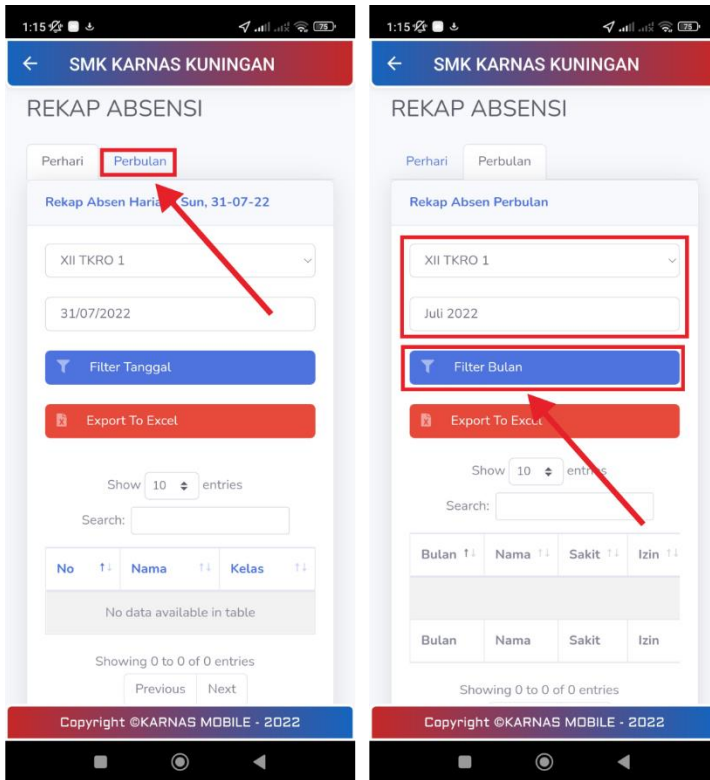 1:15
75
SMK KARNAS KUNINGAN
REKAP ABSENSI
Perhari Perbulan
Rekap Absen Sun, 31-07-22
XII TKRO 1
31/07/2022
Filter Tanggal
Export To Excel
Show 10 entries
Search:
No Nama Kelas
No data available in table
Showing 0 to 0 of 0 entries
Previous Next
Copyright ©KARNAS MOBILE - 2022
1:15
75
SMK KARNAS KUNINGAN
REKAP ABSENSI
Perhari Perbulan
Rekap Absen Perbulan
XII TKRO 1
Juli 2022
Filter Bulan
Export To Excel
Show 10 entries
Search:
Bulan Nama Sakit Izin
Bulan Nama Sakit Izin
Showing 0 to 0 of 0 entries
Copyright ©KARNAS MOBILE - 2022